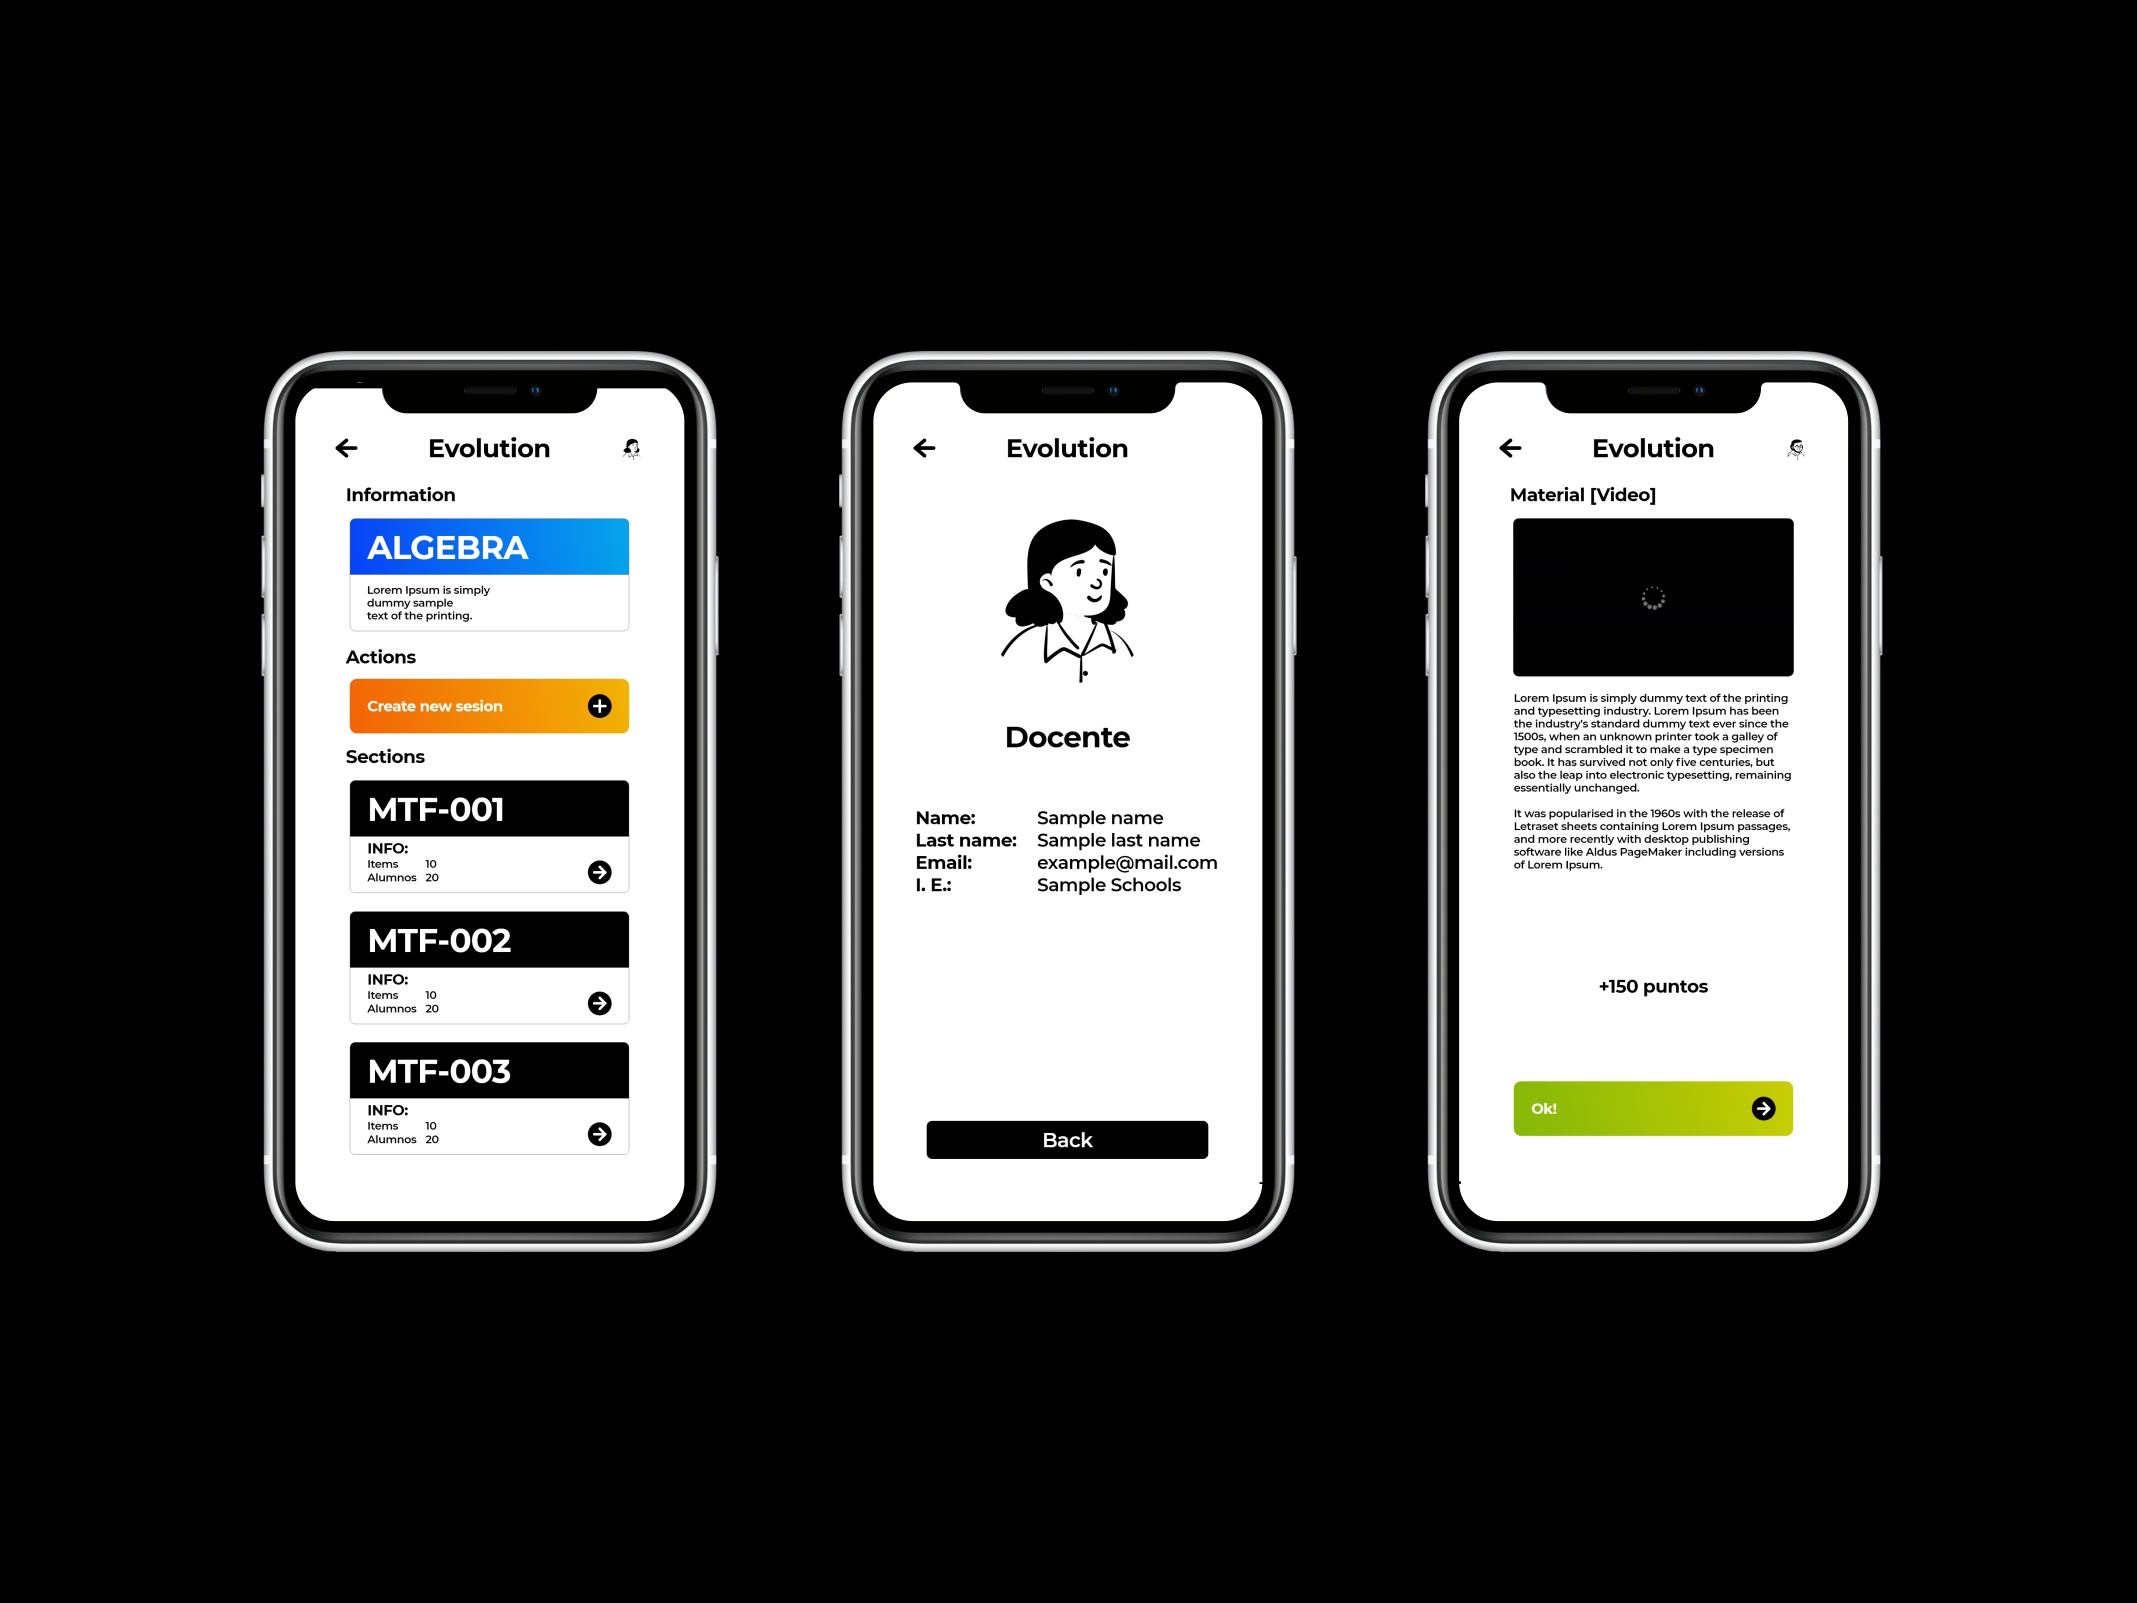 Evolution
Information
ALGEBRA
Lorem Ipsum is simply
dummy sample
text of the printing.
Actions
Create new sesion
Sections
MTF-001
INFO:
Items 10
Alumnos 20
MTF-002
INFO:
Items 10
Alumnos 20
MTF-003
INFO:
Items 10
Alumnos 20
Evolution
Docente
Name: Sample name
Last name: Sample last name
Email: example@mail.com
I. E.: Sample Schools
Back
Evolution
Material [Video]
Lorem Ipsum is simply dummy text of the printing
and typesetting industry. Lorem Ipsum has been
the industry's standard dummy text ever since the
1500s, when an unknown printer took a galley of
type and scrambled it to make a type specimen
book. It has survived not only five centuries, but
also the leap into electronic typesetting, remaining
essentially unchanged.
It was popularised in the 1960s with the release of
Letraset sheets containing Lorem Ipsum passages,
and more recently with desktop publishing
software like Aldus PageMaker including versions
of Lorem Ipsum.
+150 puntos
Ok!